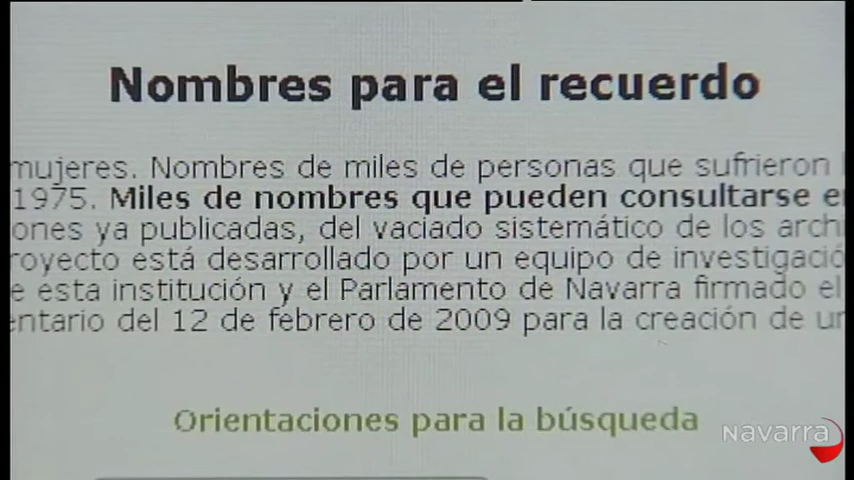 Nombres para el recuerdo
mujeres. Nombres de miles de personas que sufrieron
1975. Miles de nombres que pueden consultarse en
ones ya publicadas, del vaciado sistemático de los archi
royecto está desarrollado por un equipo de investigació
e esta institución y el Parlamento de Navarra firmado el
entario del 12 de febrero de 2009 para la creación de un
Orientaciones para la búsqueda
Navarra